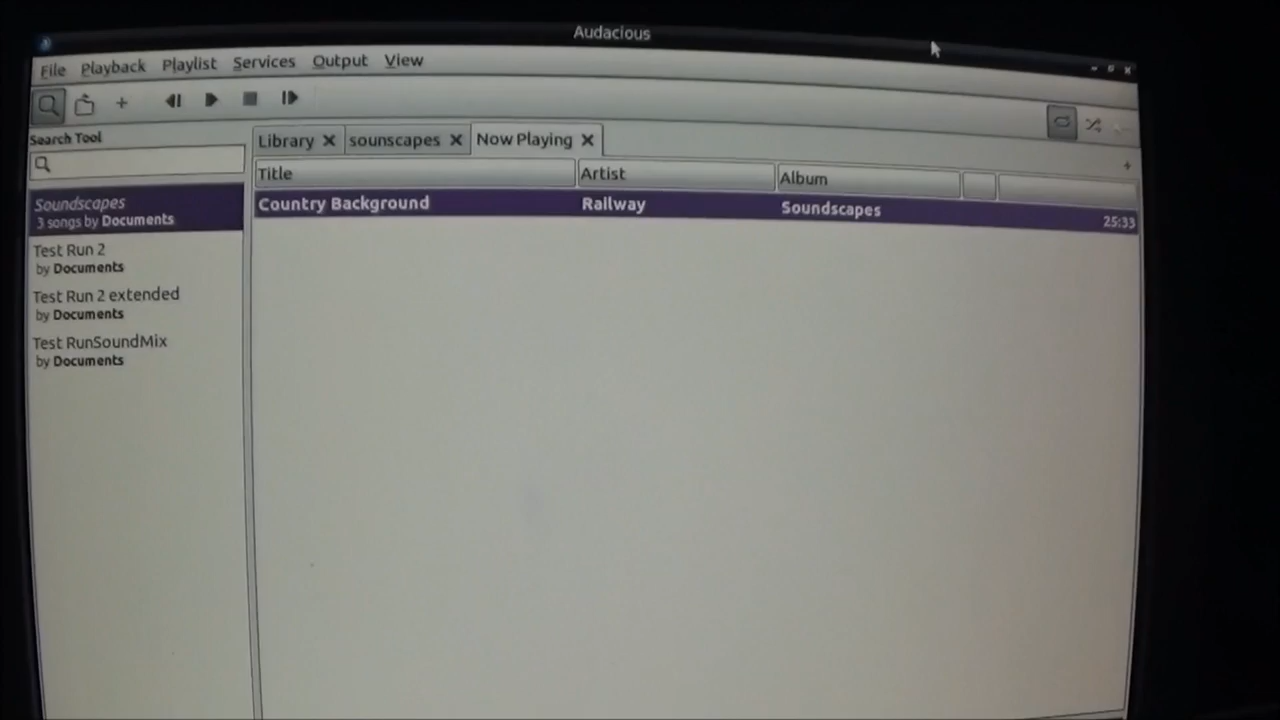 Audacious
File Playback Playlist Services Output View
Search Tool
Library sounscapes Now Playing
Title Artist Album
Country Background Railway Soundscapes 25:33
Soundscapes
3 songs by Documents
Test Run 2
by Documents
Test Run 2 extended
by Documents
Test RunSoundMix
by Documents